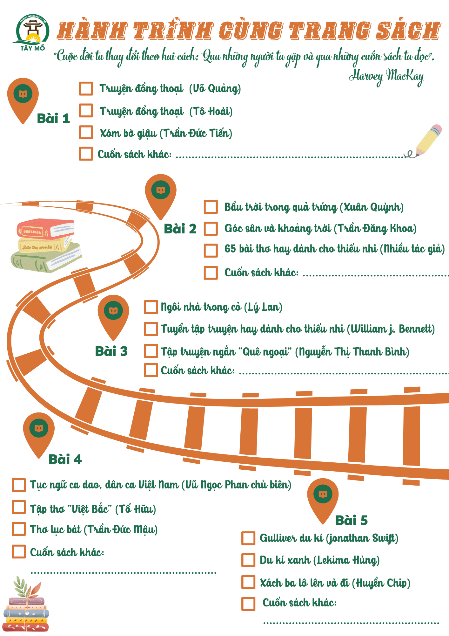 TÂY MỖ
HÀNH TRÌNH CÙNG TRANG SÁCH
"Cuộc đời ta thay đổi theo hai cách: Qua những người ta gặp và qua những cuốn sách ta đọc".
Harvey MacKay
Bài 1
Truyện đồng thoại (Võ Quảng)
Truyện đồng thoại (Tô Hoài)
Xóm bờ giậu (Trần Đức Tiến)
Cuốn sách khác:
Bài 2
Bầu trời trong quả trứng (Xuân Quỳnh)
Góc sân và khoảng trời (Trần Đăng Khoa)
65 bài thơ hay dành cho thiếu nhi (Nhiều tác giả)
Cuốn sách khác:
Bài 3
Ngôi nhà trong cỏ (Lý Lan)
Tuyển tập truyện hay dành cho thiếu nhi (William j. Bennett)
Tập truyện ngắn "Quê ngoại" (Nguyễn Thị Thanh Bình)
Cuốn sách khác:
Bài 4
Tục ngữ ca dao, dân ca Việt Nam (Vũ Ngọc Phan chủ biên)
Tập thơ "Việt Bắc" (Tố Hữu)
Thơ lục bát (Trần Đức Mậu)
Cuốn sách khác:
Bài 5
Gulliver du kí (jonathan Swift)
Du kí xanh (Lekima Hùng)
Xách ba lô lên và đi (Huyền Chip)
Cuốn sách khác: